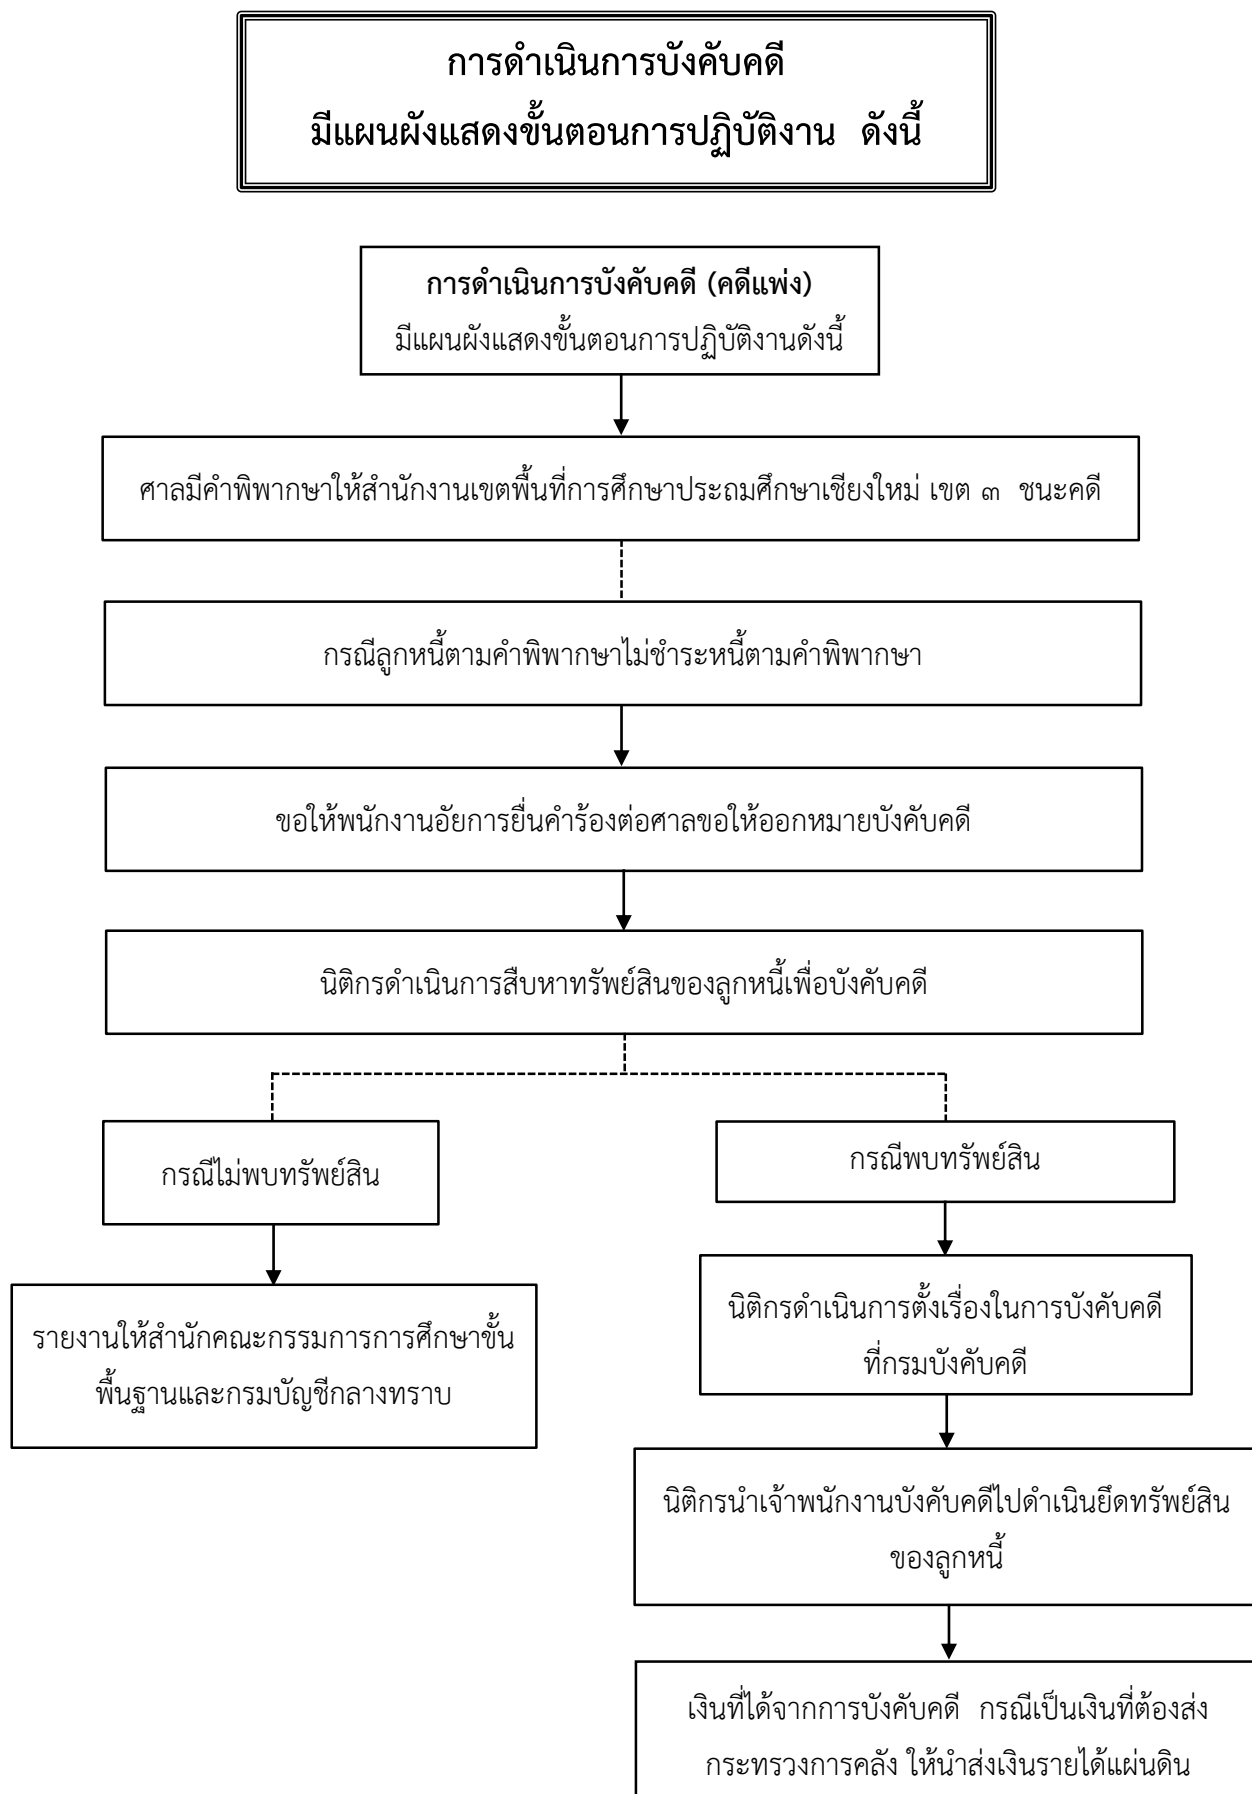 การดำเนินการบังคับคดี
มีแผนผังแสดงขั้นตอนการปฏิบัติงาน ดังนี้
การดำเนินการบังคับคดี (คดีแพ่ง)
มีแผนผังแสดงขั้นตอนการปฏิบัติงานดังนี้
ศาลมีคำพิพากษาให้สำนักงานเขตพื้นที่การศึกษาประถมศึกษาเชียงใหม่ เขต ๓ ชนะคดี
กรณีลูกหนี้ตามคำพิพากษาไม่ชำระหนี้ตามคำพิพากษา
ขอให้พนักงานอัยการยื่นคำร้องต่อศาลขอให้ออกหมายบังคับคดี
นิติกรดำเนินการสืบหาทรัพย์สินของลูกหนี้เพื่อบังคับคดี
กรณีไม่พบทรัพย์สิน
รายงานให้สำนักคณะกรรมการการศึกษาขั้น
พื้นฐานและกรมบัญชีกลางทราบ
กรณีพบทรัพย์สิน
นิติกรดำเนินการตั้งเรื่องในการบังคับคดี
ที่กรมบังคับคดี
นิติกรนำเจ้าพนักงานบังคับคดีไปดำเนินยึดทรัพย์สิน
ของลูกหนี้
เงินที่ได้จากการบังคับคดี กรณีเป็นเงินที่ต้องส่ง
กระทรวงการคลัง ให้นำส่งเงินรายได้แผ่นดิน